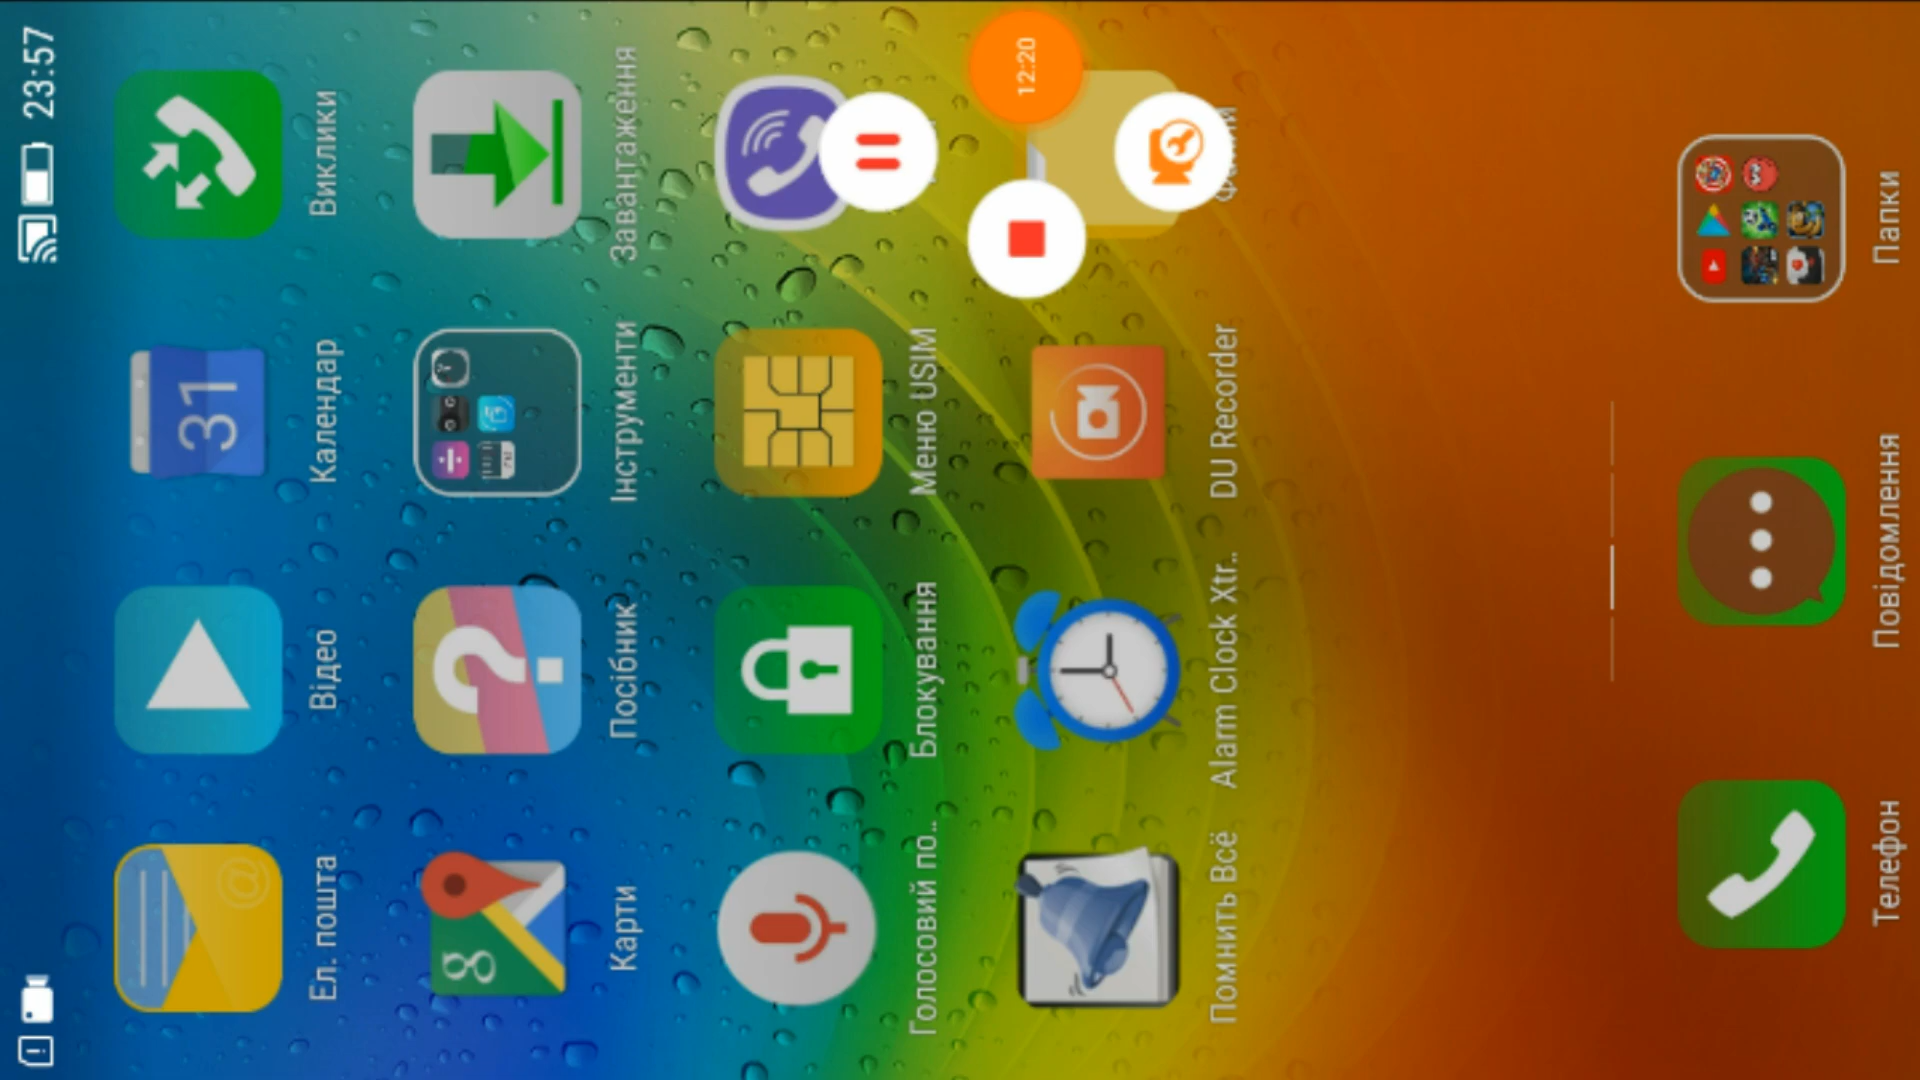 23:57
Ел. пошта
Відео
Календар
31
Виклики
Карти
Посібник
Інструменти
Завантаження
Голосовий по..
Блокування
Меню USIM
12:20
Помнить Всё
Alarm Clock Xtr..
DU Recorder
Телефон
Повідомлення
Папки